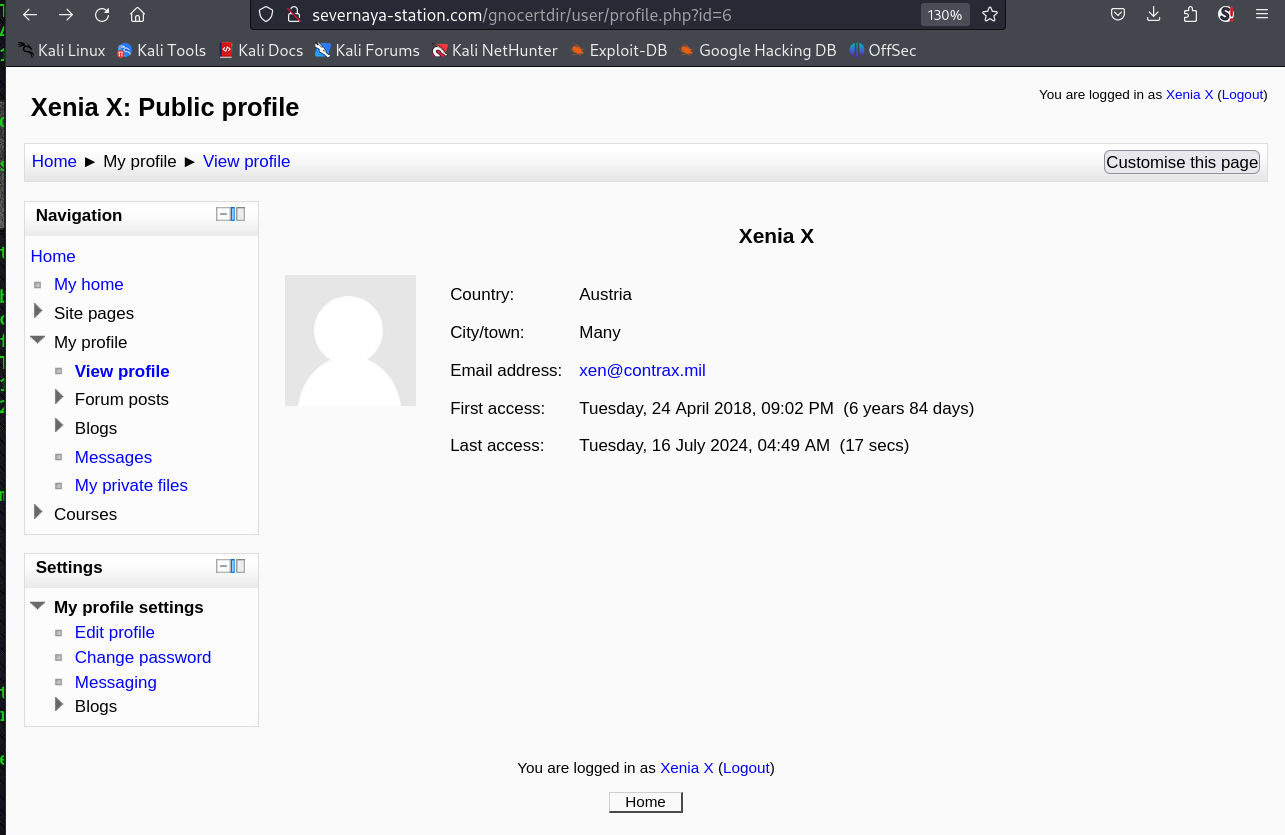 severnaya-station.com/gnocertdir/user/profile.php?id=6 130%
Kali Linux Kali Tools Kali Docs Kali Forums Kali NetHunter Exploit-DB Google Hacking DB OffSec
Xenia X: Public profile
You are logged in as Xenia X (Logout)
Home ► My profile ► View profile
Customise this page
Navigation
Home
My home
Site pages
My profile
View profile
Forum posts
Blogs
Messages
My private files
Courses
Settings
My profile settings
Edit profile
Change password
Messaging
Blogs
Xenia X
Country: Austria
City/town: Many
Email address: xen@contrax.mil
First access: Tuesday, 24 April 2018, 09:02 PM (6 years 84 days)
Last access: Tuesday, 16 July 2024, 04:49 AM (17 secs)
You are logged in as Xenia X (Logout)
Home